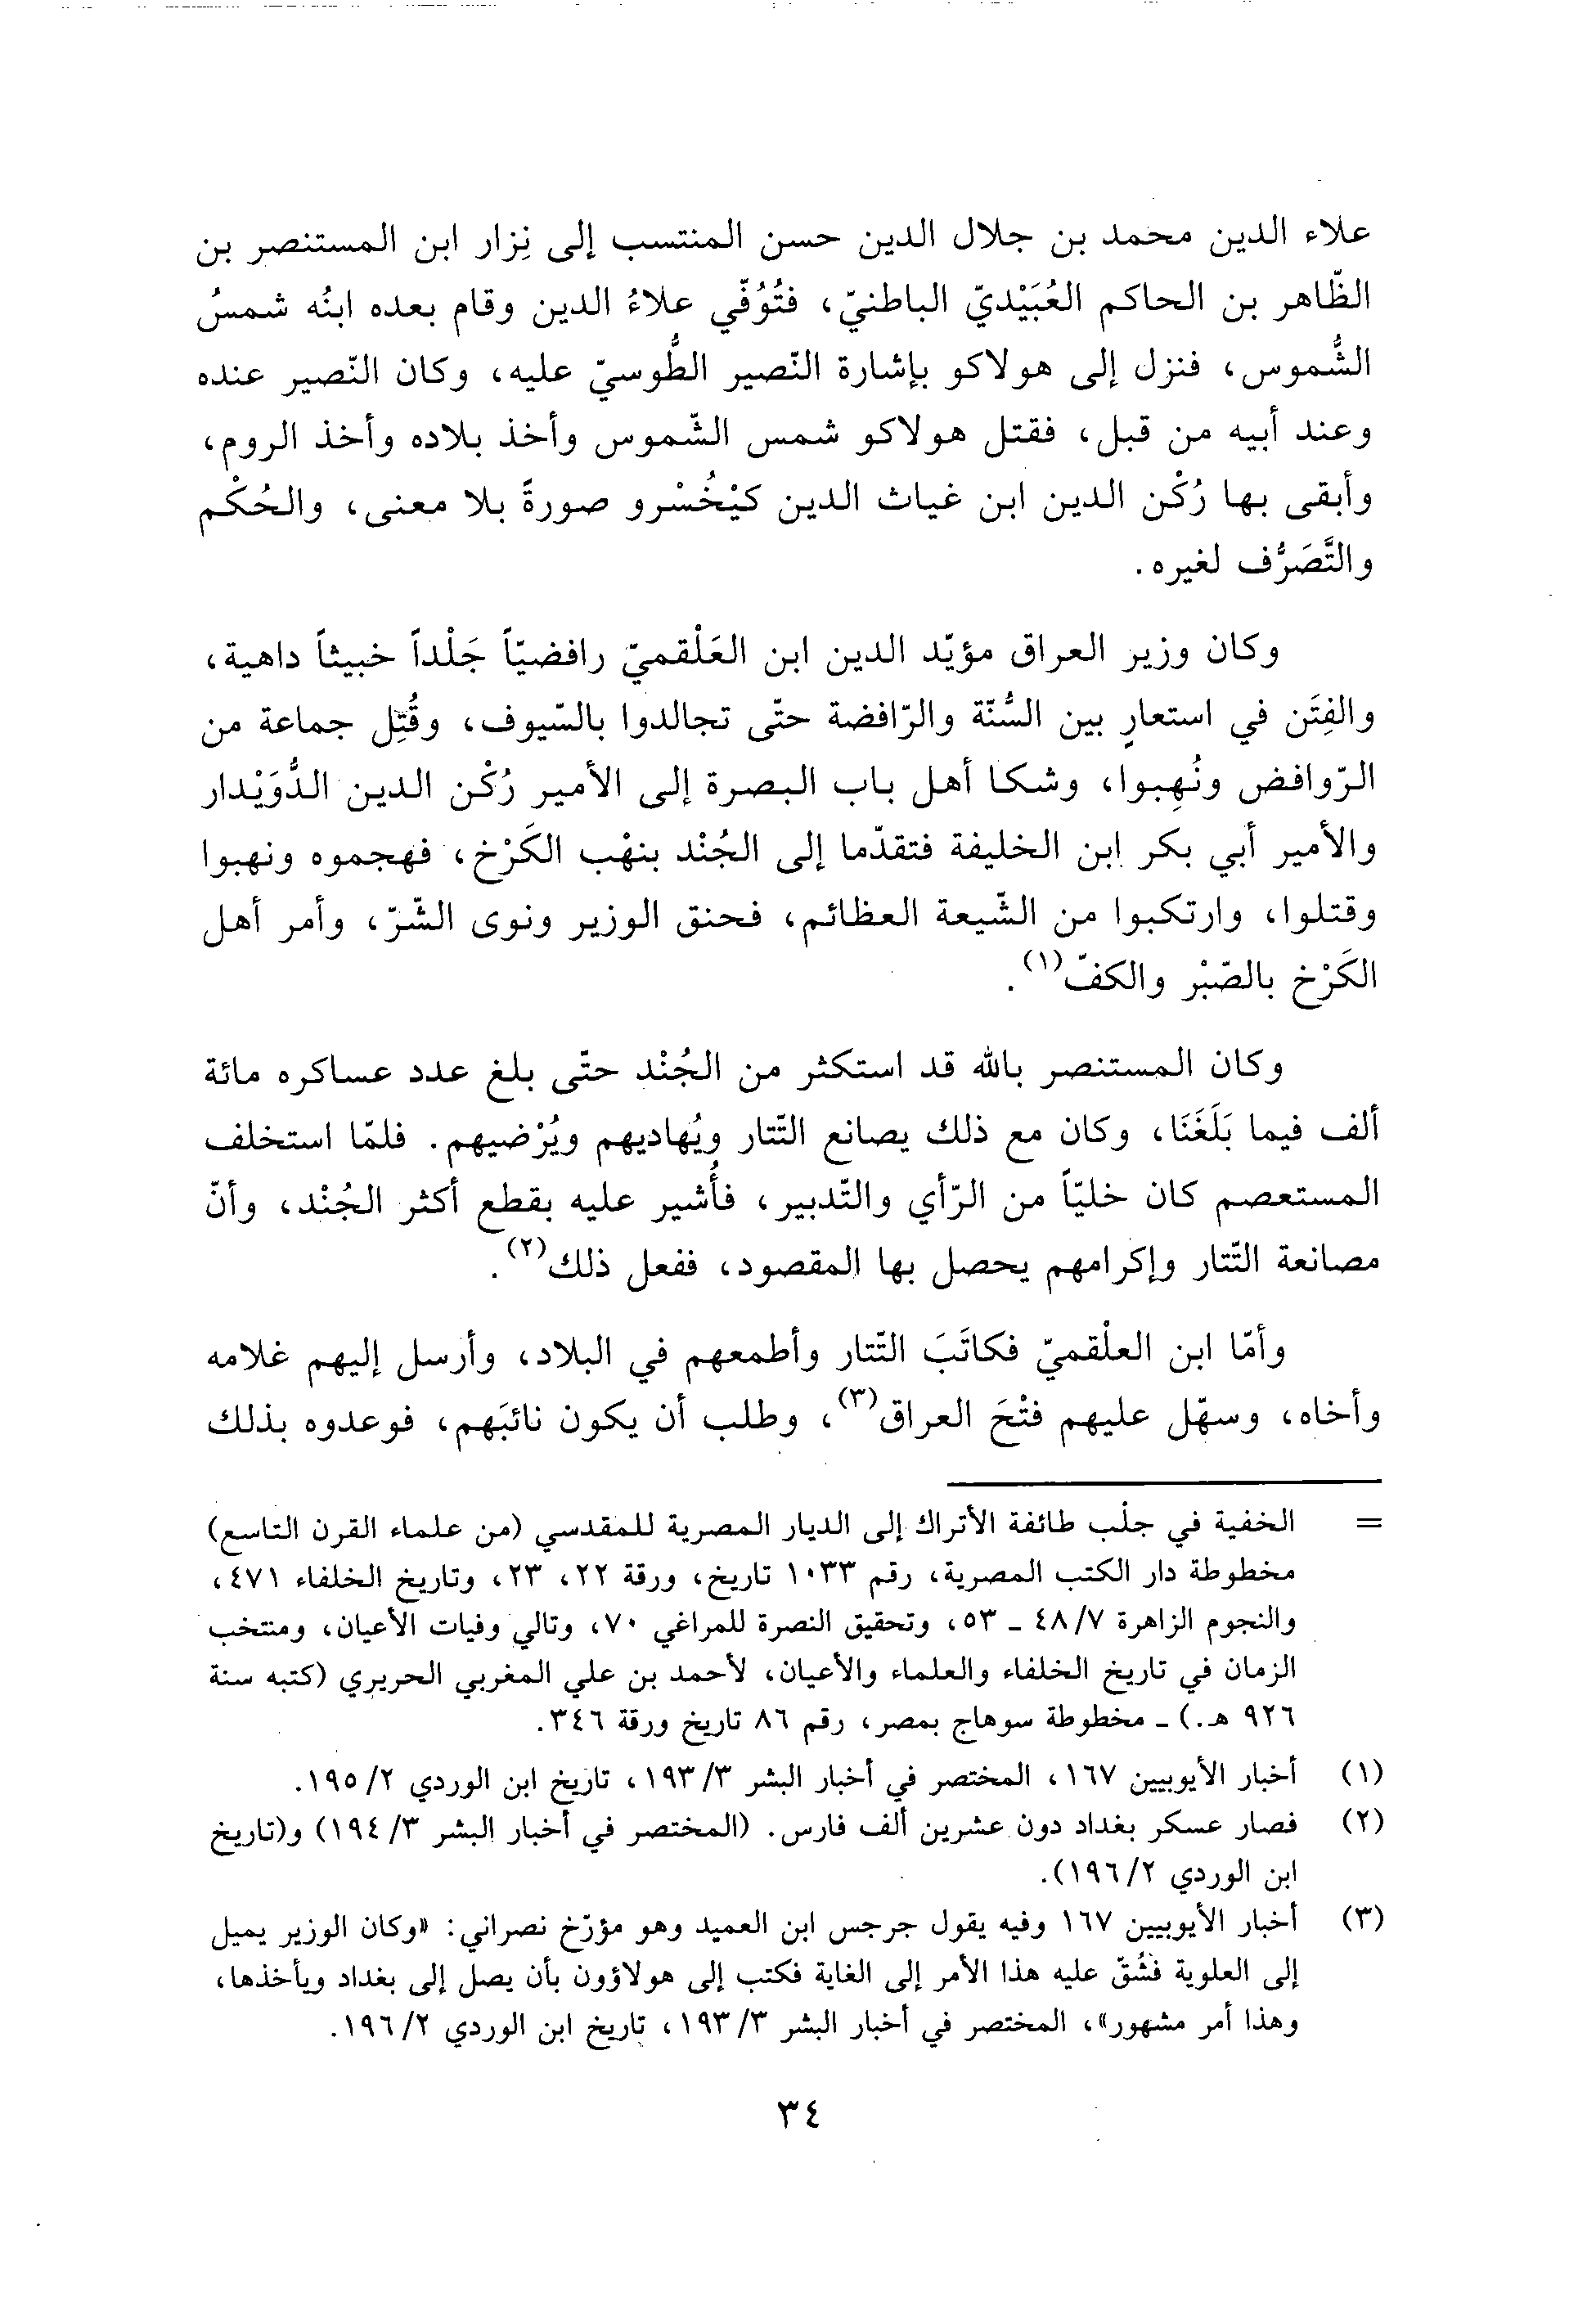 علاء الدين محمد بن جلال الدين حسن المنتسب إلى نِزار ابن المستنصر بن
الظّاهر بن الحاكم العُبَيْديّ الباطنيّ، فتُوُفّي علاءُ الدين وقام بعده ابنُه شمسُ
الشُّموس، فنزل إلى هولاكو بإشارة النّصير الطُّوسيّ عليه، وكان النّصير عنده
وعند أبيه من قبل، فقتل هولاكو شمس الشّموس وأخذ بلاده وأخذ الروم،
وأبقى بها رُكْن الدين ابن غياث الدين كيْخُسْرو صورةً بلا معنى، والحُكْم
والتَّصَرُّف لغيره.
وكان وزير العراق مؤيّد الدين ابن العَلْقميّ رافضيّاً جَلْداً خبيثاً داهية،
والفِتَن في استعارٍ بين السُّنّة والرّافضة حتّى تجالدوا بالسّيوف، وقُتِل جماعة من
الرّوافض ونُهِبوا، وشكا أهل باب البصرة إلى الأمير رُكْن الدين الدُّوَيْدار
والأمير أبي بكر ابن الخليفة فتقدّما إلى الجُنْد بنهْب الكَرْخ، فهجموه ونهبوا
وقتلوا، وارتكبوا من الشّيعة العظائم، فحنق الوزير ونوى الشّرّ، وأمر أهل
الكَرْخ بالصّبْر والكفّ(١).
وكان المستنصر بالله قد استكثر من الجُنْد حتّى بلغ عدد عساكره مائة
ألف فيما بَلَغَنَا، وكان مع ذلك يصانع التّتار ويُهاديهم ويُرْضيهم. فلمّا استخلف
المستعصم كان خليّاً من الرّأي والتّدبير، فأُشير عليه بقطع أكثر الجُنْد، وأنّ
مصانعة التّتار وإكرامهم يحصل بها المقصود، ففعل ذلك(٢).
وأمّا ابن العلْقميّ فكاتَبَ التّتار وأطمعهم في البلاد، وأرسل إليهم غلامه
وأخاه، وسهّل عليهم فتْحَ العراق(٣)، وطلب أن يكون نائبَهم، فوعدوه بذلك
= الخفية في جلْب طائفة الأتراك إلى الديار المصرية للمقدسي (من علماء القرن التاسع)
مخطوطة دار الكتب المصرية، رقم ١٠٣٣ تاريخ، ورقة ٢٢، ٢٣، وتاريخ الخلفاء ٤٧١،
والنجوم الزاهرة ٤٨/٧ ـ ٥٣، وتحقيق النصرة للمراغي ٧٠، وتالي وفيات الأعيان، ومنتخب
الزمان في تاريخ الخلفاء والعلماء والأعيان، لأحمد بن علي المغربي الحريري (كتبه سنة
٩٢٦ هـ.) ـ مخطوطة سوهاج بمصر، رقم ٨٦ تاريخ ورقة ٣٤٦.
(١) أخبار الأيوبيين ١٦٧، المختصر في أخبار البشر ١٩٣/٣، تاريخ ابن الوردي ١٩٥/٢.
(٢) فصار عسكر بغداد دون عشرين ألف فارس. (المختصر في أخبار البشر ١٩٤/٣) و(تاريخ
ابن الوردي ١٩٦/٢).
(٣) أخبار الأيوبيين ١٦٧ وفيه يقول جرجس ابن العميد وهو مؤرّخ نصراني: «وكان الوزير يميل
إلى العلوية فشُقّ عليه هذا الأمر إلى الغاية فكتب إلى هولاؤون بأن يصل إلى بغداد ويأخذها،
وهذا أمر مشهور»، المختصر في أخبار البشر ١٩٣/٣، تاريخ ابن الوردي ١٩٦/٢.
٣٤